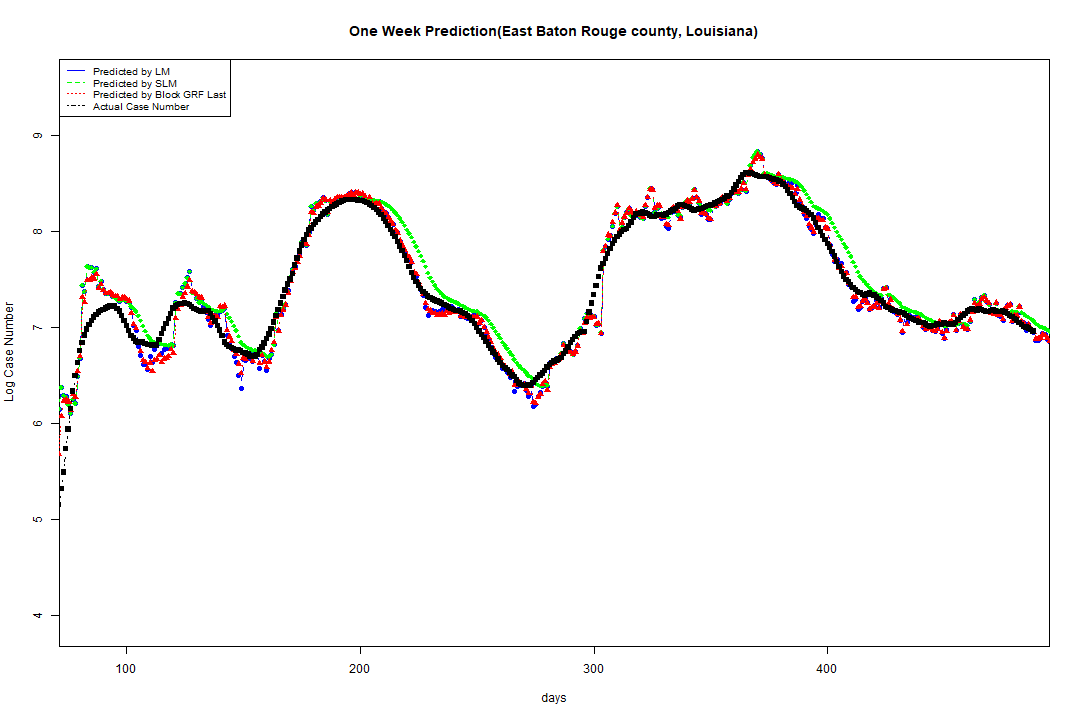 One Week Prediction(East Baton Rouge county, Louisiana)
Predicted by LM
Predicted by SLM
Predicted by Block GRF Last
Actual Case Number
Log Case Number
9
8
7
6
5
4
100
200
300
400
days